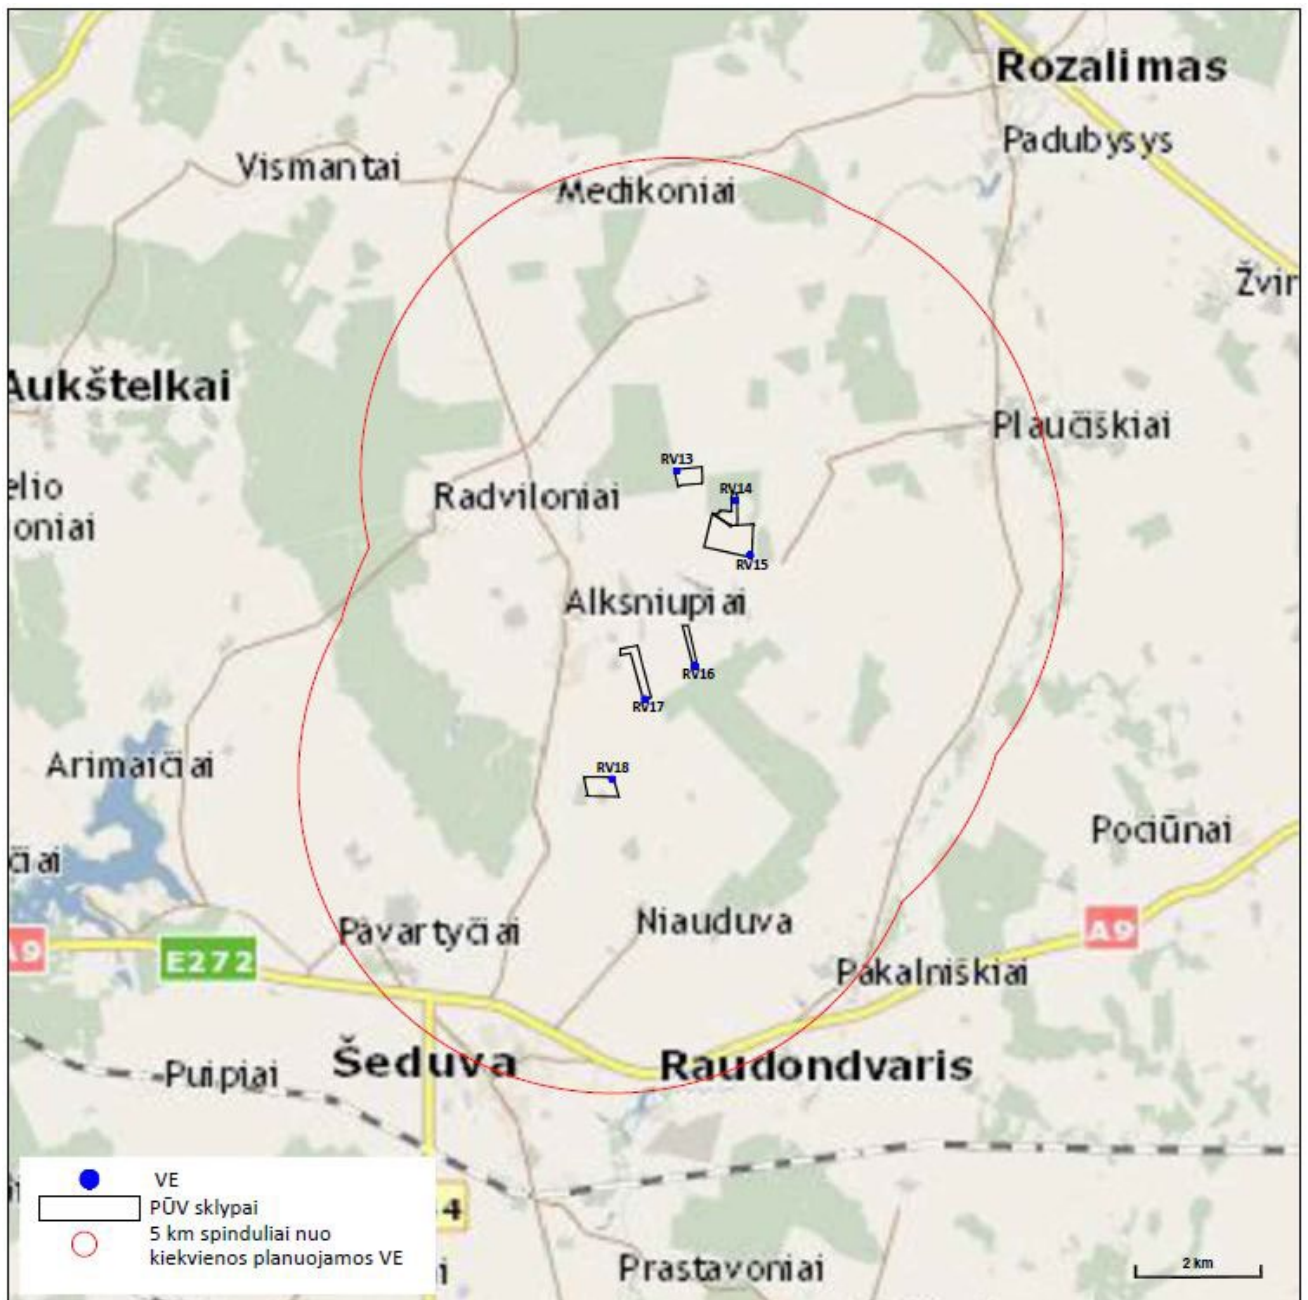 Rozalimas
Padubysys
Vismantai
Medikoniai
Žvir
Aukštelkai
Plaučiškiai
RV13
elio
oniai
Radviloniai
RV14
RV15
Alksniupiai
RV16
RV17
Arimaičiai
RV18
Pociūnai
čiai
Pavartyčiai
Niauduva
A9
A9
E272
Pakalniškiai
Šeduva
Raudondvaris
Puipiai
VE
PŪV sklypai
4
5 km spinduliai nuo
kiekvienos planuojamos VE
2 km
Prastavoniai